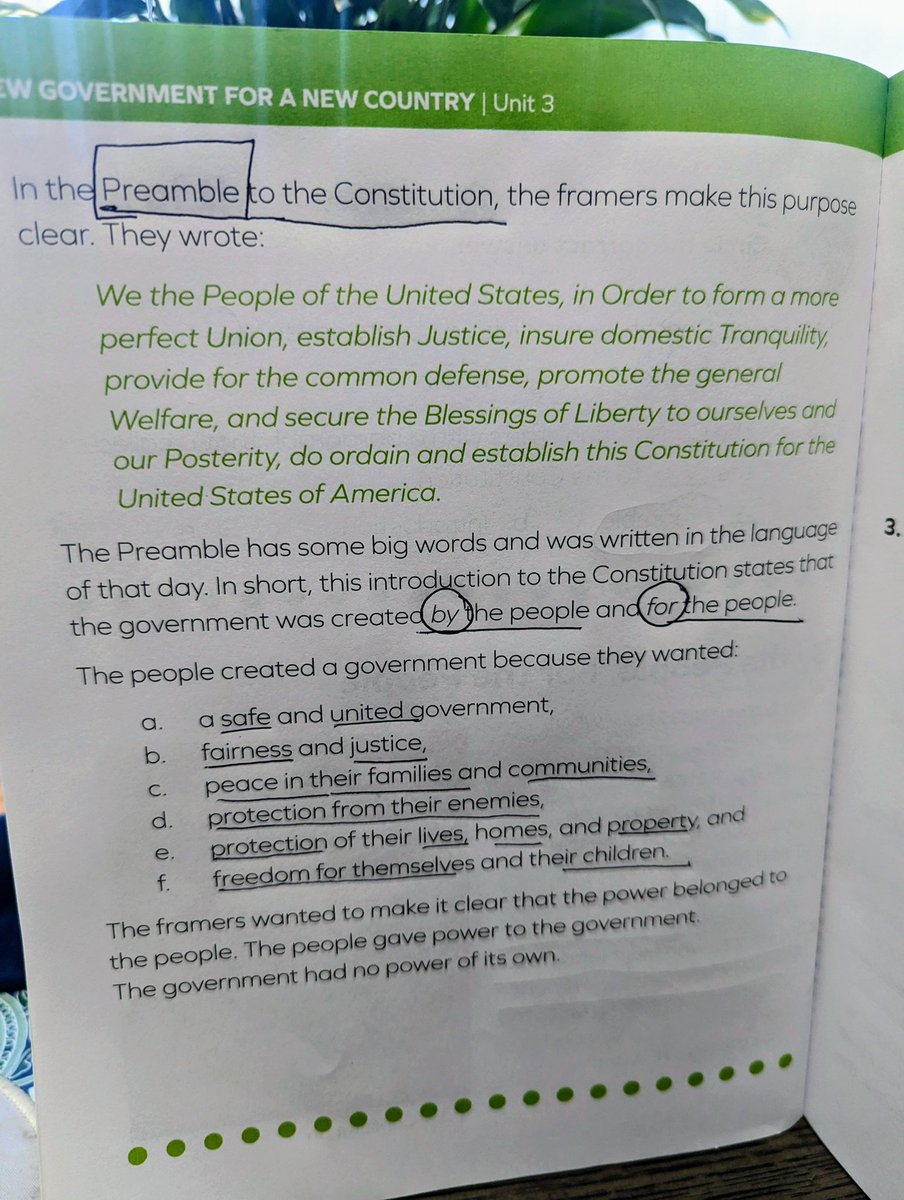 EW GOVERNMENT FOR A NEW COUNTRY | Unit 3
In the Preamble to the Constitution, the framers make this purpose
clear. They wrote:
We the People of the United States, in Order to form a more
perfect Union, establish Justice, insure domestic Tranquility,
provide for the common defense, promote the general
Welfare, and secure the Blessings of Liberty to ourselves and
our Posterity, do ordain and establish this Constitution for the
United States of America.
The Preamble has some big words and was written in the language
of that day. In short, this introduction to the Constitution states that
the government was created by the people and for the people.
The people created a government because they wanted:
a. a safe and united government,
b. fairness and justice,
c. peace in their families and communities,
d. protection from their enemies,
e. protection of their lives, homes, and property, and
f. freedom for themselves and their children.
The framers wanted to make it clear that the power belonged to
the people. The people gave power to the government.
The government had no power of its own.
3.